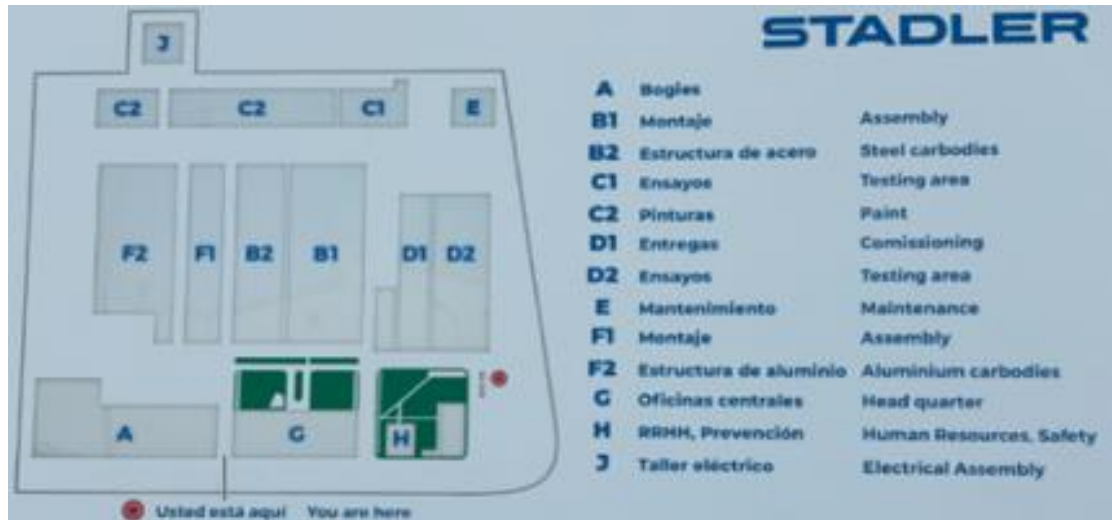 STADLER
J
C2 C2 C1 E
F2 F1 B2 B1 D1 D2
A G H
Usted está aquí You are here
A Bogies
B1 Montaje Assembly
B2 Estructura de acero Steel carbodies
C1 Ensayos Testing area
C2 Pinturas Paint
D1 Entregas Comissioning
D2 Ensayos Testing area
E Mantenimiento Maintenance
F1 Montaje Assembly
F2 Estructura de aluminio Aluminium carbodies
G Oficinas centrales Head quarter
H RRHH, Prevención Human Resources, Safety
J Taller eléctrico Electrical Assembly